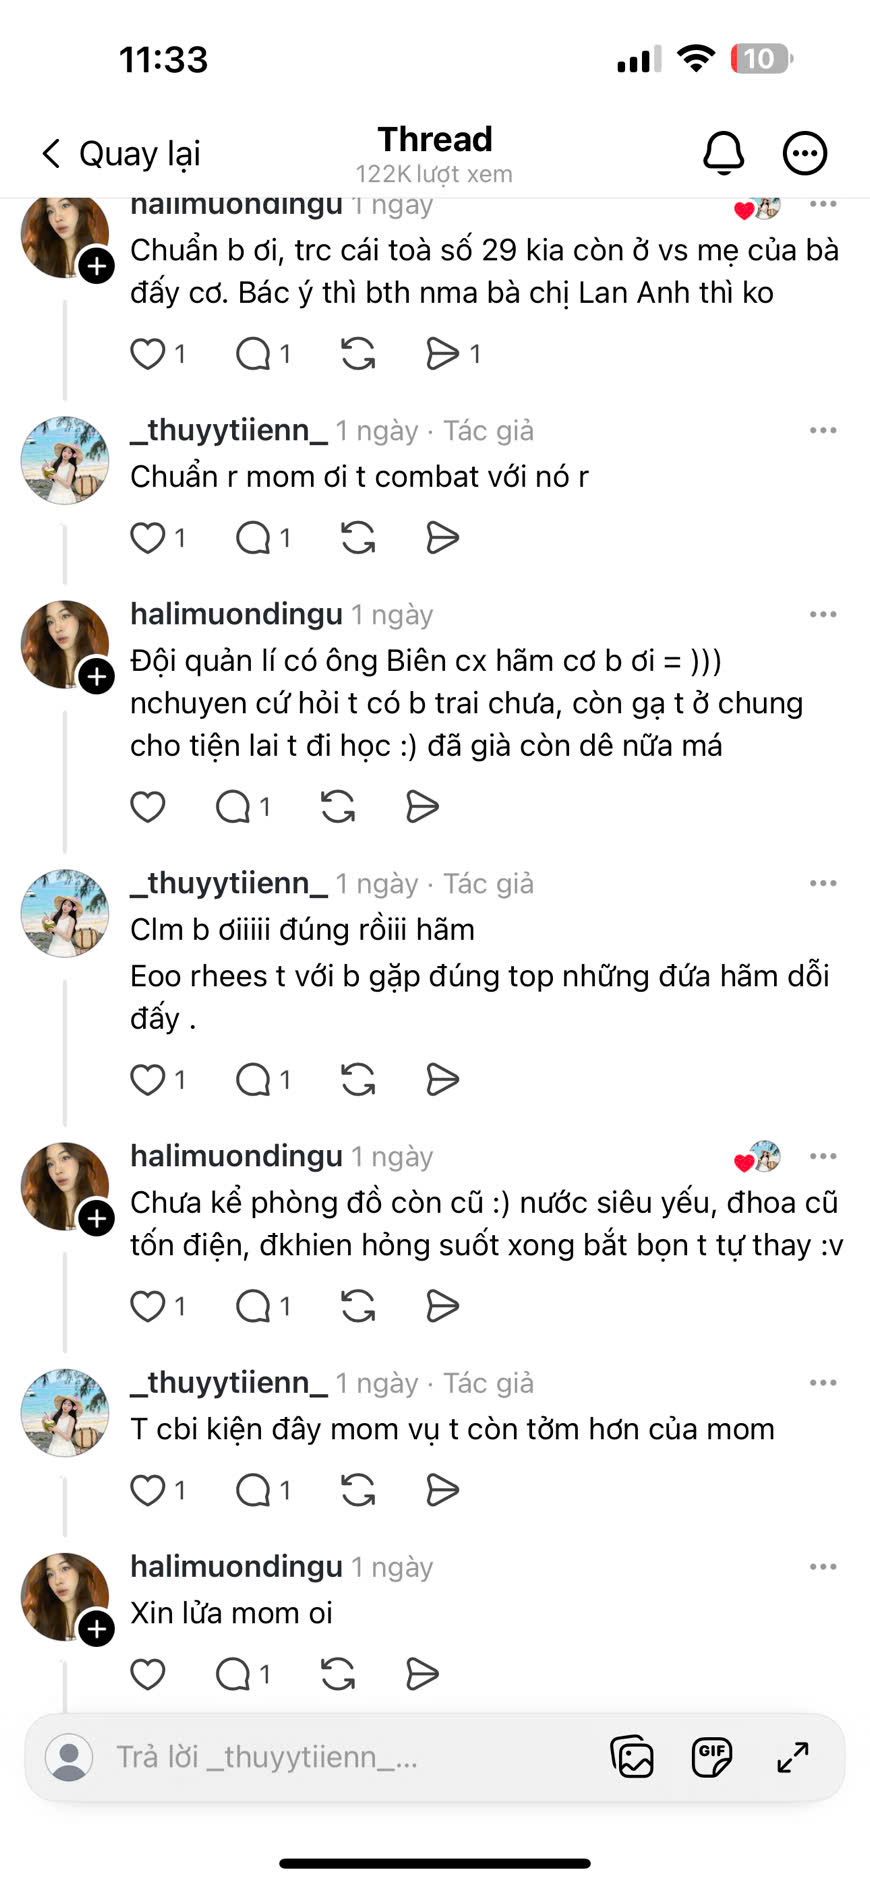 11:33
10
Quay lại
Thread
122K lượt xem
halimuondingu 1 ngày
Chuẩn b ơi, trc cái toà số 29 kia còn ở vs mẹ của bà
đấy cơ. Bác ý thì bth nma bà chị Lan Anh thì ko
1 1 1
_thuyytiienn_ 1 ngày · Tác giả
Chuẩn r mom ơi t combat với nó r
1 1
halimuondingu 1 ngày
Đội quản lí có ông Biên cx hãm cơ b ơi = )))
nchuyen cứ hỏi t có b trai chưa, còn gạ t ở chung
cho tiện lai t đi học :) đã già còn dê nữa má
1
_thuyytiienn_ 1 ngày · Tác giả
Clm b ơiiiii đúng rồiii hãm
Eoo rhees t với b gặp đúng top những đứa hãm dỗi
đấy .
1 1
halimuondingu 1 ngày
Chưa kể phòng đồ còn cũ :) nước siêu yếu, đhoa cũ
tốn điện, đkhien hỏng suốt xong bắt bọn t tự thay :v
1 1
_thuyytiienn_ 1 ngày · Tác giả
T cbi kiện đây mom vụ t còn tởm hơn của mom
1 1
halimuondingu 1 ngày
Xin lửa mom oi
1
Trả lời _thuyytiienn_...
GIF